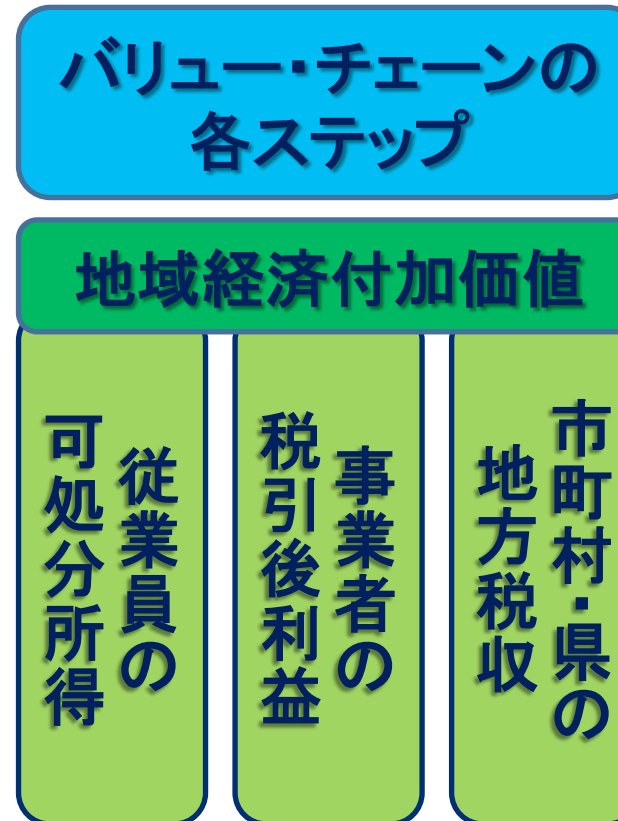 バリュー・チェーンの
各ステップ
地域経済付加価値
従業員の
可処分所得
事業者の
税引後利益
市町村・県の
地方税収